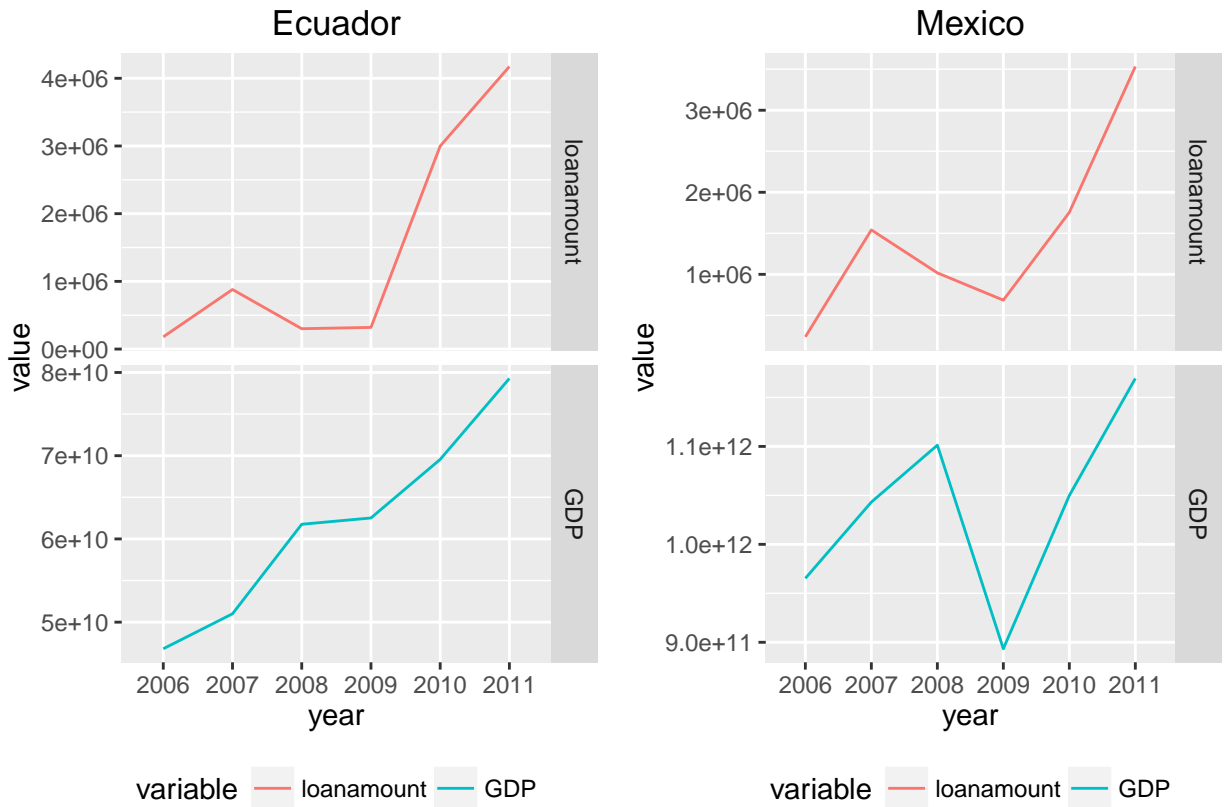 Ecuador
4e+06
3e+06
2e+06
1e+06
0e+00
loanamount
8e+10
7e+10
6e+10
5e+10
GDP
value
2006 2007 2008 2009 2010 2011
year
Mexico
3e+06
2e+06
1e+06
loanamount
1.1e+12
1.0e+12
9.0e+11
GDP
value
2006 2007 2008 2009 2010 2011
year
variable loanamount GDP
variable loanamount GDP